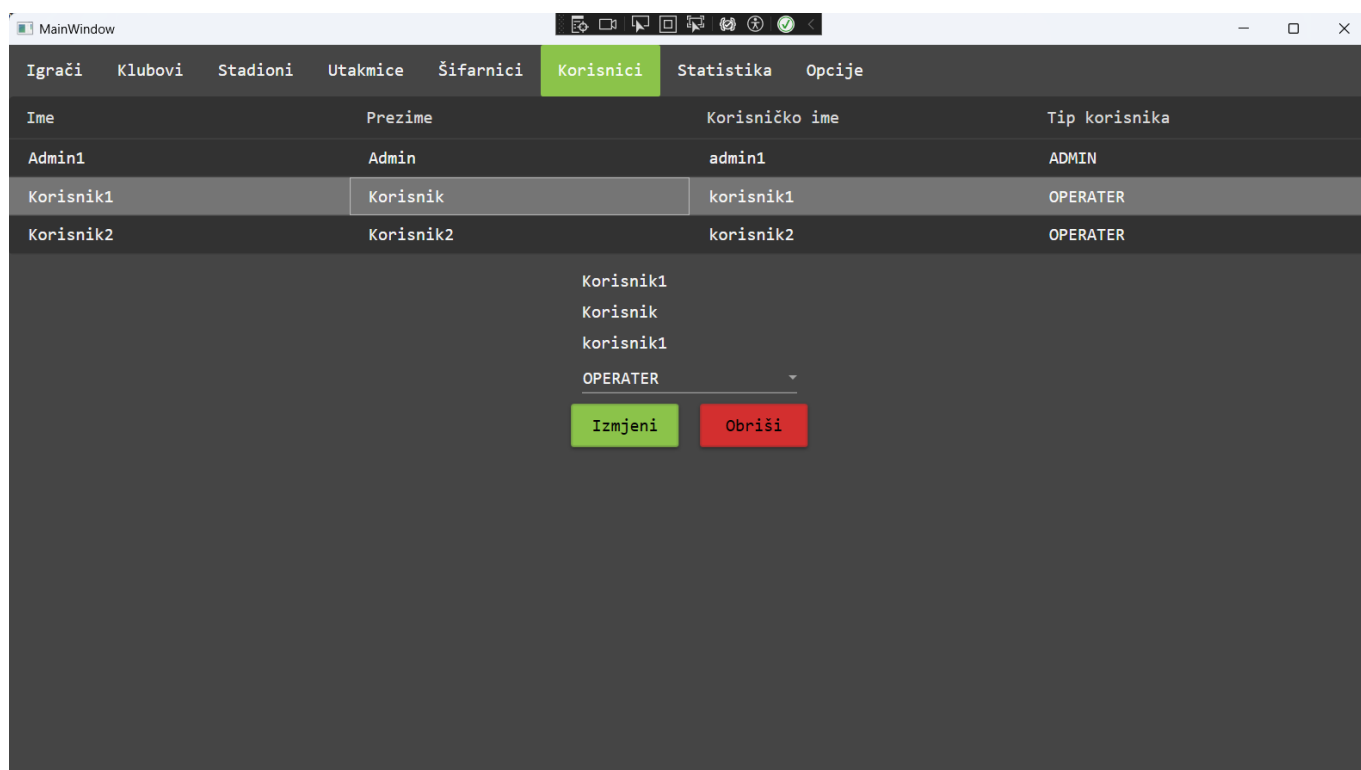 MainWindow
Igrači Klubovi Stadioni Utakmice Šifarnici Korisnici Statistika Opcije
Ime Prezime Korisničko ime Tip korisnika
Admin1 Admin admin1 ADMIN
Korisnik1 Korisnik korisnik1 OPERATER
Korisnik2 Korisnik2 korisnik2 OPERATER
Korisnik1
Korisnik
korisnik1
OPERATER
Izmjeni Obriši